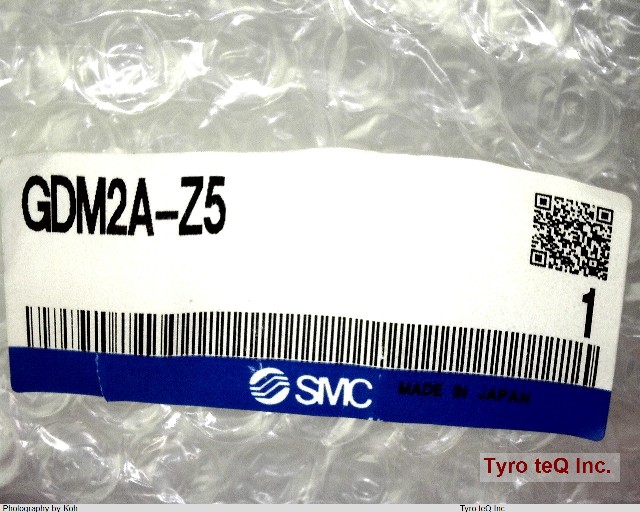 GDM2A-Z5
1
SMC MADE IN JAPAN
Tyro teQ Inc.
Photography by Koh Tyro teQ Inc